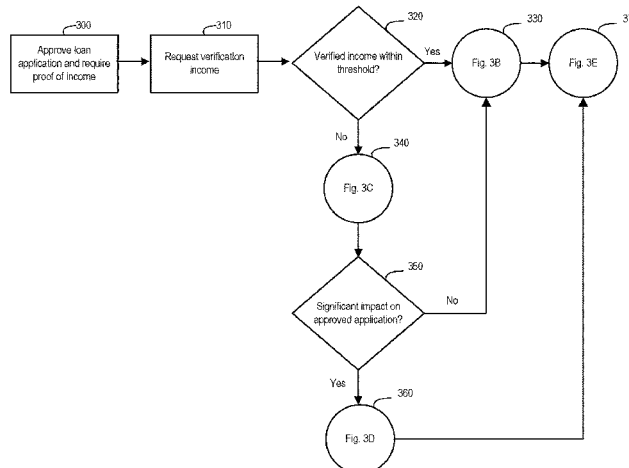 300
310
320
330
Approve loan
application and require
proof of income
Request verification
income
Verified income within
threshold?
Yes
Fig. 3B
Fig. 3E
No
340
Fig. 3C
350
Significant impact on
approved application?
No
Yes
360
Fig. 3D